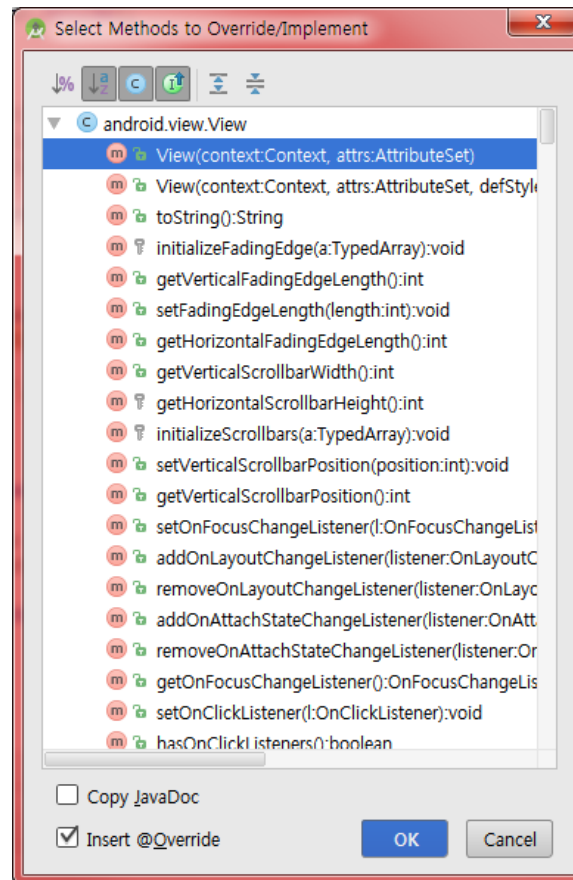 Select Methods to Override/Implement
android.view.View
View(context:Context, attrs:AttributeSet)
View(context:Context, attrs:AttributeSet, defStyle
toString():String
initializeFadingEdge(a:TypedArray):void
getVerticalFadingEdgeLength():int
setFadingEdgeLength(length:int):void
getHorizontalFadingEdgeLength():int
getVerticalScrollbarWidth():int
getHorizontalScrollbarHeight():int
initializeScrollbars(a:TypedArray):void
setVerticalScrollbarPosition(position:int):void
getVerticalScrollbarPosition():int
setOnFocusChangeListener(l:OnFocusChangeList
addOnLayoutChangeListener(listener:OnLayoutC
removeOnLayoutChangeListener(listener:OnLayo
addOnAttachStateChangeListener(listener:OnAtt
removeOnAttachStateChangeListener(listener:Or
getOnFocusChangeListener():OnFocusChangeLis
setOnClickListener(l:OnClickListener):void
hasOnClickListeners():boolean
Copy JavaDoc
Insert @Override
OK
Cancel